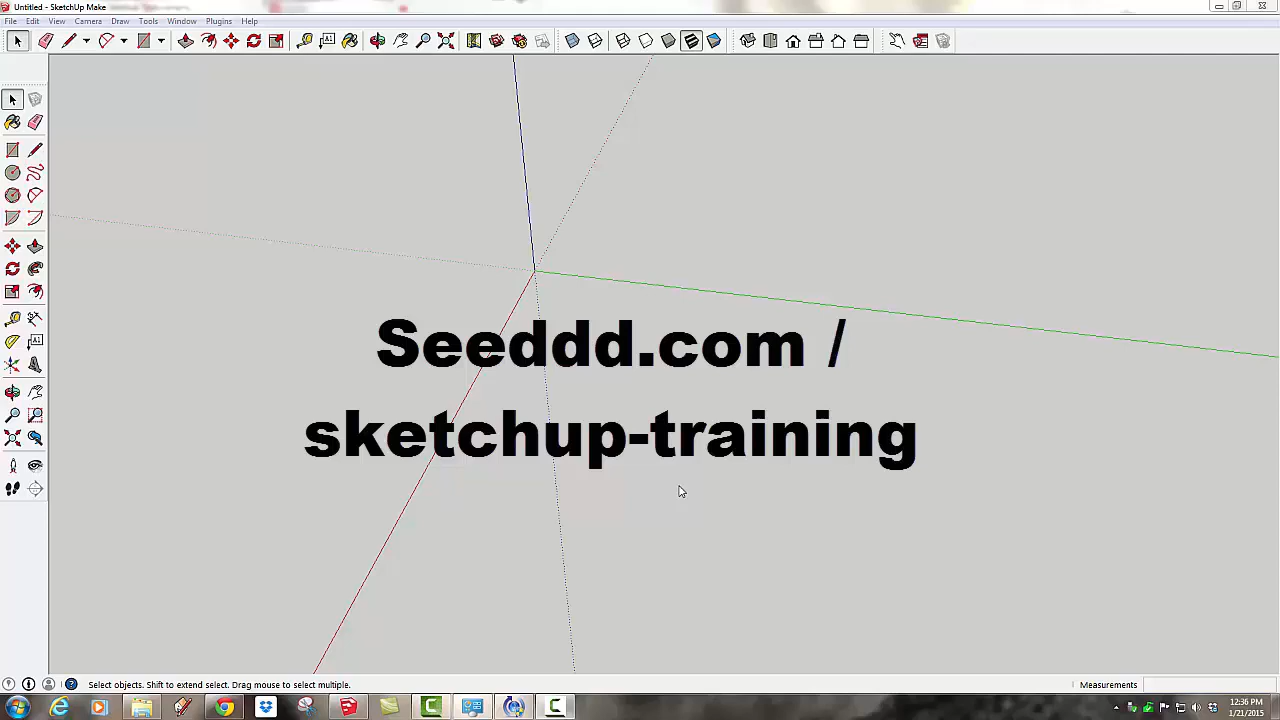 Untitled - SketchUp Make
File Edit View Camera Draw Tools Window Plugins Help
Seeddd.com /
sketchup-training
Select objects. Shift to extend select. Drag mouse to select multiple.
Measurements
12:36 PM
1/21/2015